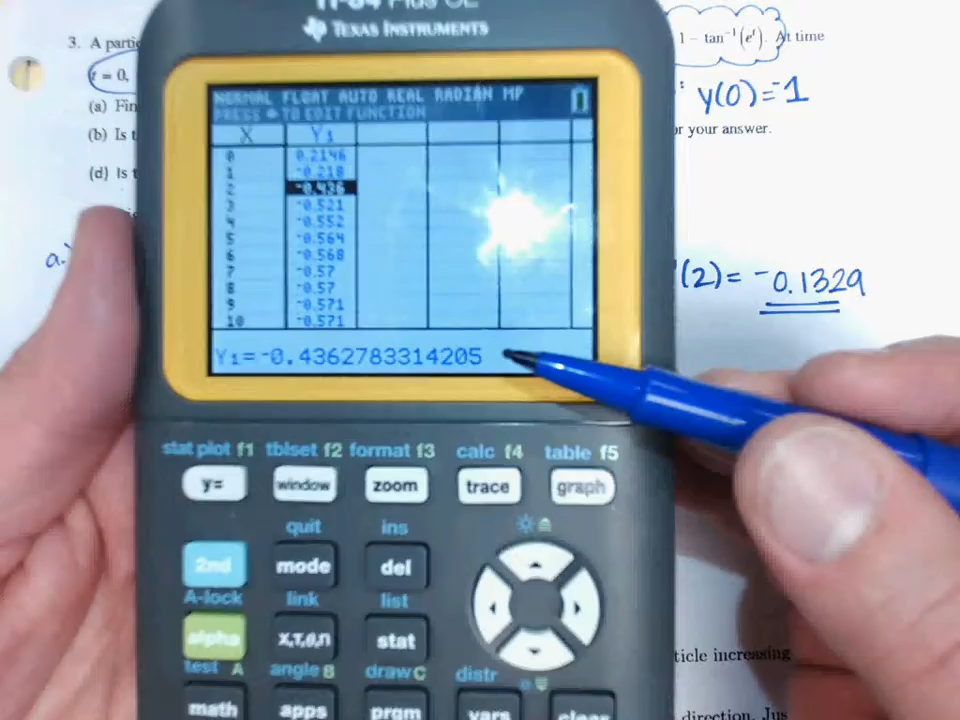 TI-84 Plus CE
TEXAS INSTRUMENTS
3. A partic
1 − tan⁻¹(eᵗ). At time
t = 0,
y(0) = -1
(a) Fin
(b) Is t
or your answer.
(d) Is t
a.)
NORMAL FLOAT AUTO REAL RADIAN MP
PRESS + TO EDIT FUNCTION
X Y₁
0 0.2146
1 -0.218
2 -0.436
3 -0.521
4 -0.552
5 -0.564
6 -0.568
7 -0.57
8 -0.57
9 -0.571
10 -0.571
Y₁=-0.4362783314205
'(2) = -0.1329
stat plot f1 tblset f2 format f3 calc f4 table f5
y= window zoom trace graph
quit ins
2nd mode del
A-lock link list
alpha X,T,θ,n stat
test A angle B draw C distr
math apps prgm vars clear
ticle increasing
direction. Jus